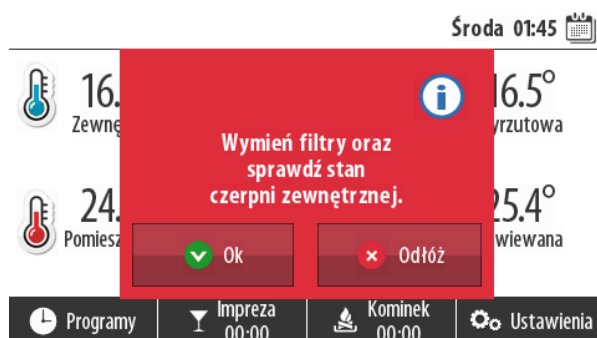 Środa 01:45
16.
Zewnę
16.5°
yrzutowa
Wymień filtry oraz
sprawdź stan
czerpni zewnętrznej.
24.
Pomiesz
25.4°
wiewana
Ok
Odłóż
Programy
Impreza
00:00
Kominek
00:00
Ustawienia